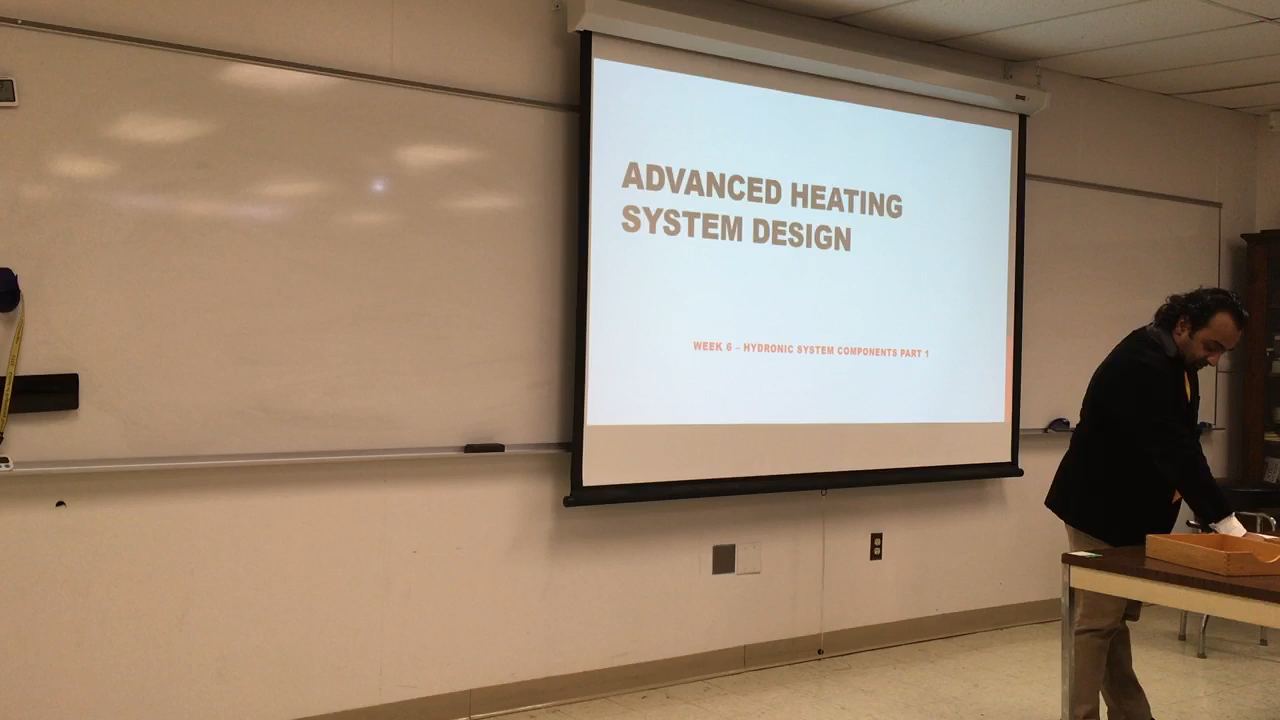 ADVANCED HEATING
SYSTEM DESIGN
WEEK 6 – HYDRONIC SYSTEM COMPONENTS PART 1